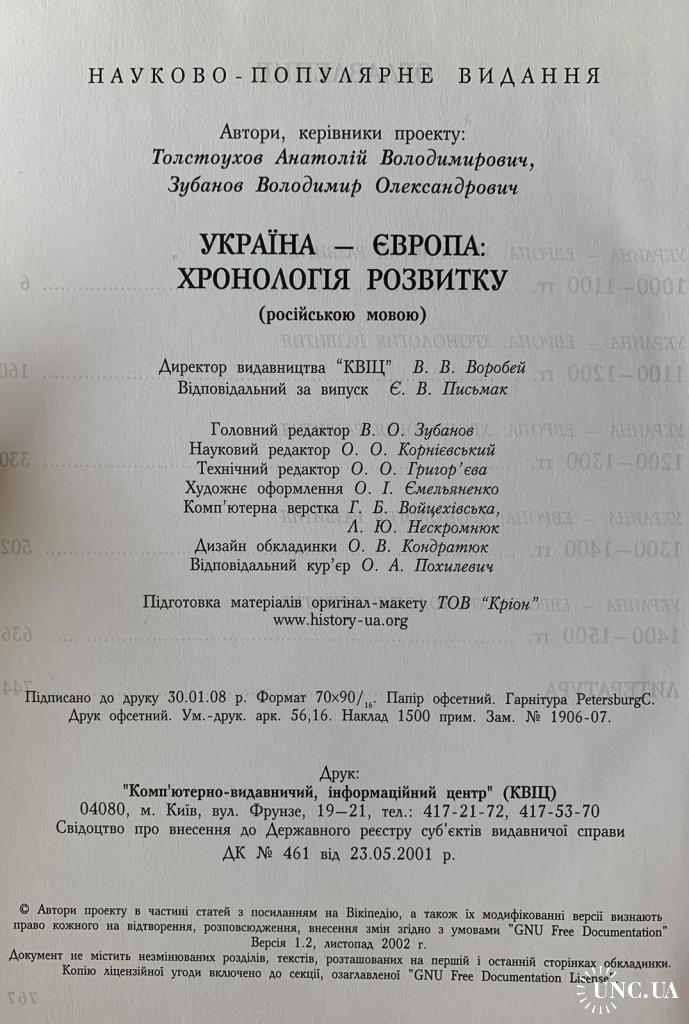 НАУКОВО-ПОПУЛЯРНЕ ВИДАННЯ
Автори, керівники проекту:
Толстоухов Анатолій Володимирович,
Зубанов Володимир Олександрович
УКРАЇНА — ЄВРОПА:
ХРОНОЛОГІЯ РОЗВИТКУ
(російською мовою)
Директор видавництва “КВІЦ” В. В. Воробей
Відповідальний за випуск Є. В. Письмак
Головний редактор В. О. Зубанов
Науковий редактор О. О. Корнієвський
Технічний редактор О. О. Григор’єва
Художнє оформлення О. І. Ємельяненко
Комп’ютерна верстка Г. Б. Войцехівська,
Л. Ю. Нескромнюк
Дизайн обкладинки О. В. Кондратюк
Відповідальний кур’єр О. А. Похилевич
Підготовка матеріалів оригінал-макету ТОВ “Кріон”
www.history-ua.org
Підписано до друку 30.01.08 р. Формат 70×90/16. Папір офсетний. Гарнітура PetersburgC.
Друк офсетний. Ум.-друк. арк. 56,16. Наклад 1500 прим. Зам. № 1906-07.
Друк:
"Комп'ютерно-видавничий, інформаційний центр" (КВІЦ)
04080, м. Київ, вул. Фрунзе, 19—21, тел.: 417-21-72, 417-53-70
Свідоцтво про внесення до Державного реєстру суб’єктів видавничої справи
ДК № 461 від 23.05.2001 р.
© Автори проекту в частині статей з посиланням на Вікіпедію, а також їх модифікованні версії визнають
право кожного на відтворення, розповсюдження, внесення змін згідно з умовами "GNU Free Documentation"
Версія 1.2, листопад 2002 г.
Документ не містить незмінюваних розділів, текстів, розташованих на першій і останній сторінках обкладинки.
Копію ліцензійної угоди включено до секції, озаглавленої "GNU Free Documentation License"
UNC.UA